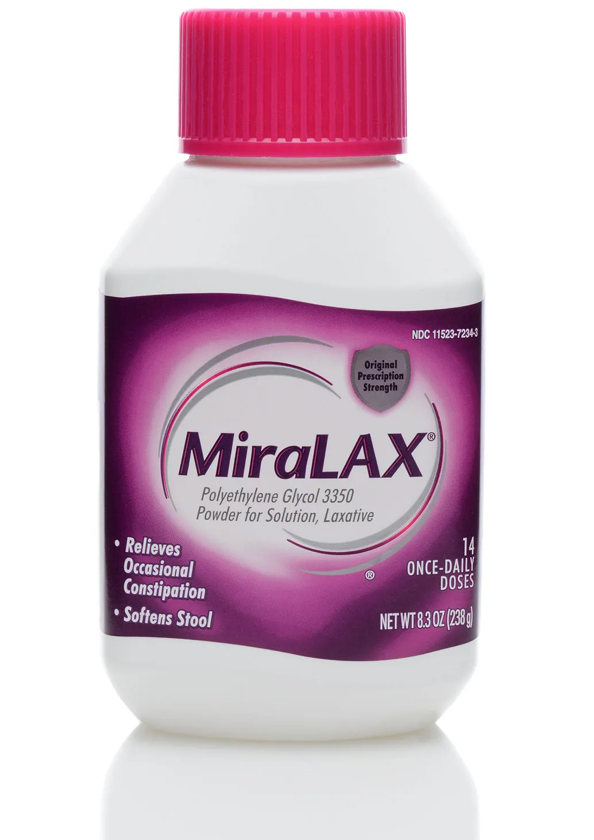 NDC 11523-7234-3
Original
Prescription
Strength
MiraLAX®
Polyethylene Glycol 3350
Powder for Solution, Laxative
• Relieves
Occasional
Constipation
• Softens Stool
®
14
ONCE-DAILY
DOSES
NET WT 8.3 OZ (238 g)